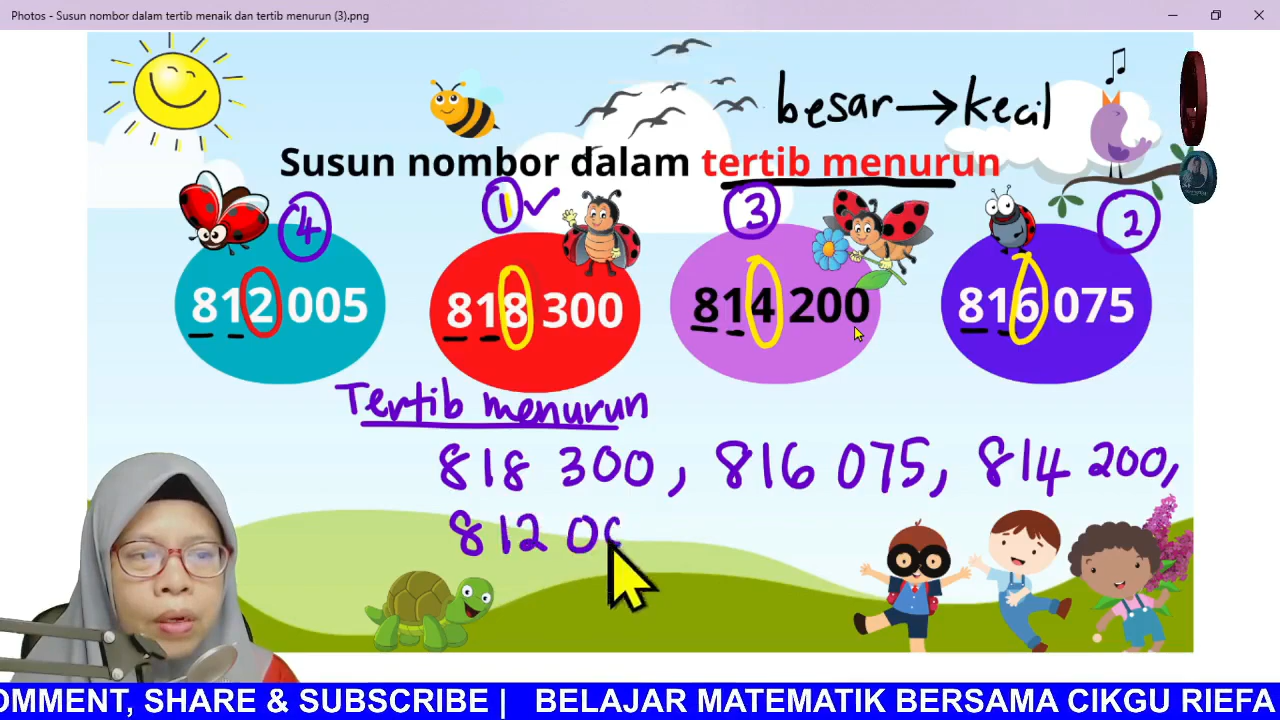 Photos - Susun nombor dalam tertib menaik dan tertib menurun (3).png
besar → kecil
Susun nombor dalam tertib menurun
4 1 ✓ 3 2
812 005 818 300 814 200 816 075
Tertib menurun
818 300, 816 075, 814 200,
812 00
OMMENT, SHARE & SUBSCRIBE | BELAJAR MATEMATIK BERSAMA CIKGU RIEFA